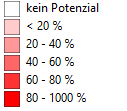 kein Potenzial
< 20 %
20 - 40 %
40 - 60 %
60 - 80 %
80 - 1000 %